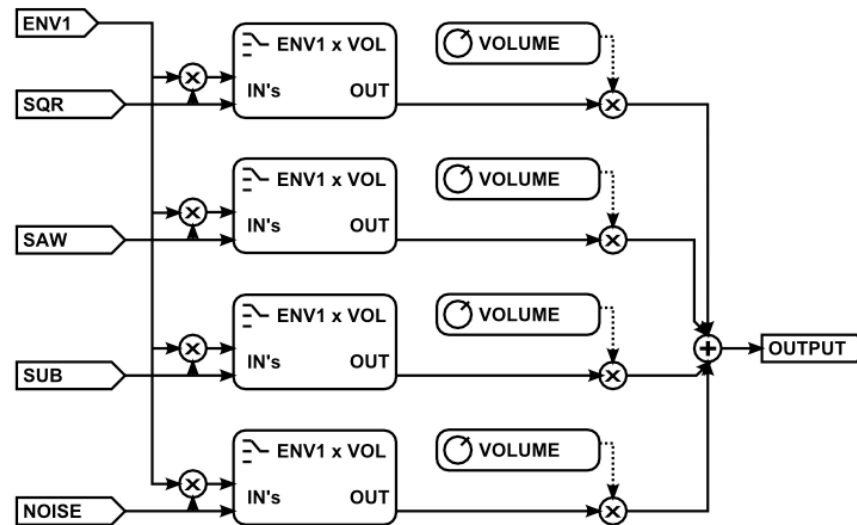 ENV1
ENV1 x VOL
VOLUME
IN's OUT
SQR
ENV1 x VOL
VOLUME
IN's OUT
SAW
ENV1 x VOL
VOLUME
OUTPUT
IN's OUT
SUB
ENV1 x VOL
VOLUME
IN's OUT
NOISE